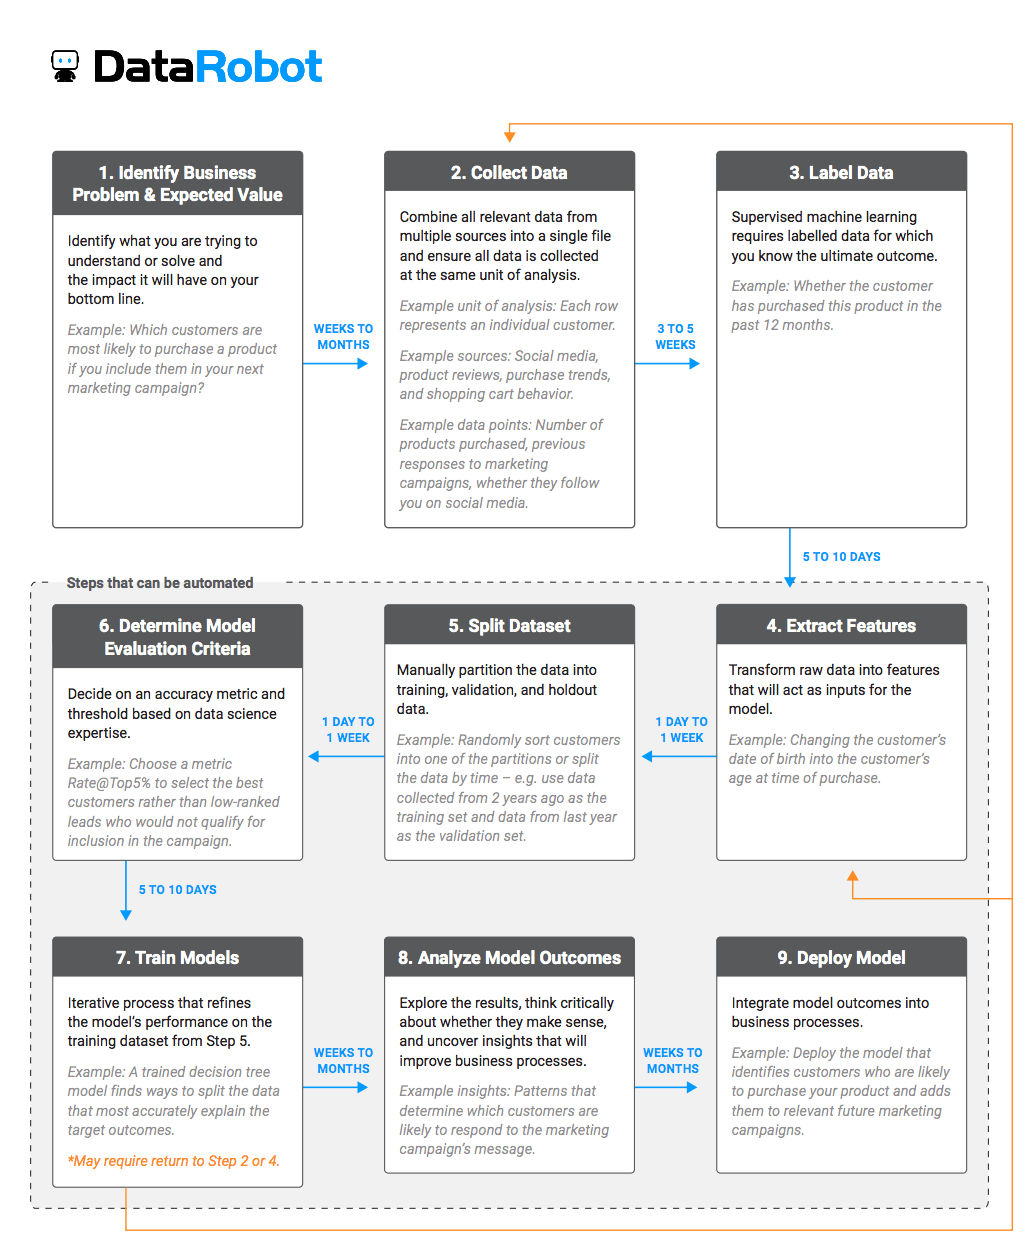 DataRobot
1. Identify Business
Problem & Expected Value
Identify what you are trying to
understand or solve and
the impact it will have on your
bottom line.
Example: Which customers are
most likely to purchase a product
if you include them in your next
marketing campaign?
WEEKS TO
MONTHS
2. Collect Data
Combine all relevant data from
multiple sources into a single file
and ensure all data is collected
at the same unit of analysis.
Example unit of analysis: Each row
represents an individual customer.
Example sources: Social media,
product reviews, purchase trends,
and shopping cart behavior.
Example data points: Number of
products purchased, previous
responses to marketing
campaigns, whether they follow
you on social media.
3 TO 5
WEEKS
3. Label Data
Supervised machine learning
requires labelled data for which
you know the ultimate outcome.
Example: Whether the customer
has purchased this product in the
past 12 months.
5 TO 10 DAYS
Steps that can be automated
4. Extract Features
Transform raw data into features
that will act as inputs for the
model.
Example: Changing the customer's
date of birth into the customer's
age at time of purchase.
1 DAY TO
1 WEEK
5. Split Dataset
Manually partition the data into
training, validation, and holdout
data.
Example: Randomly sort customers
into one of the partitions or split
the data by time – e.g. use data
collected from 2 years ago as the
training set and data from last year
as the validation set.
1 DAY TO
1 WEEK
6. Determine Model
Evaluation Criteria
Decide on an accuracy metric and
threshold based on data science
expertise.
Example: Choose a metric
Rate@Top5% to select the best
customers rather than low-ranked
leads who would not qualify for
inclusion in the campaign.
5 TO 10 DAYS
7. Train Models
Iterative process that refines
the model's performance on the
training dataset from Step 5.
Example: A trained decision tree
model finds ways to split the data
that most accurately explain the
target outcomes.
*May require return to Step 2 or 4.
WEEKS TO
MONTHS
8. Analyze Model Outcomes
Explore the results, think critically
about whether they make sense,
and uncover insights that will
improve business processes.
Example insights: Patterns that
determine which customers are
likely to respond to the marketing
campaign's message.
WEEKS TO
MONTHS
9. Deploy Model
Integrate model outcomes into
business processes.
Example: Deploy the model that
identifies customers who are likely
to purchase your product and adds
them to relevant future marketing
campaigns.